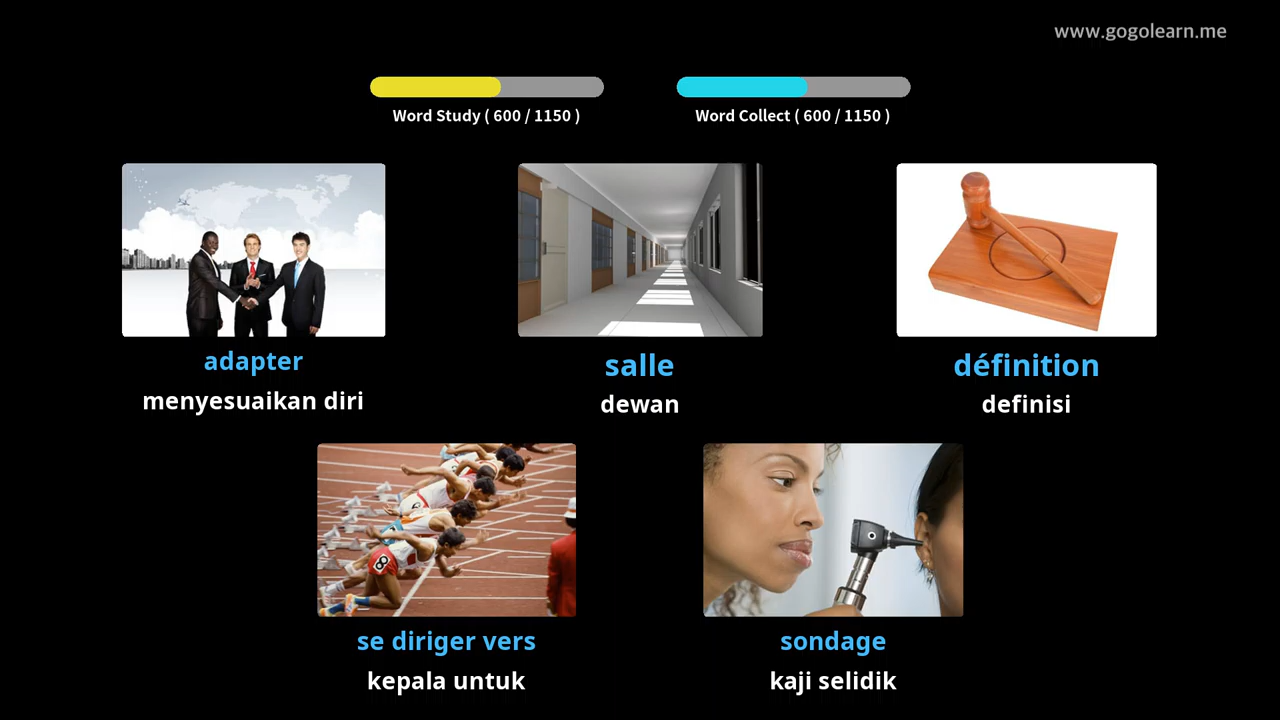 www.gogolearn.me
Word Study ( 600 / 1150 )
Word Collect ( 600 / 1150 )
adapter
menyesuaikan diri
salle
dewan
définition
definisi
8
se diriger vers
kepala untuk
sondage
kaji selidik